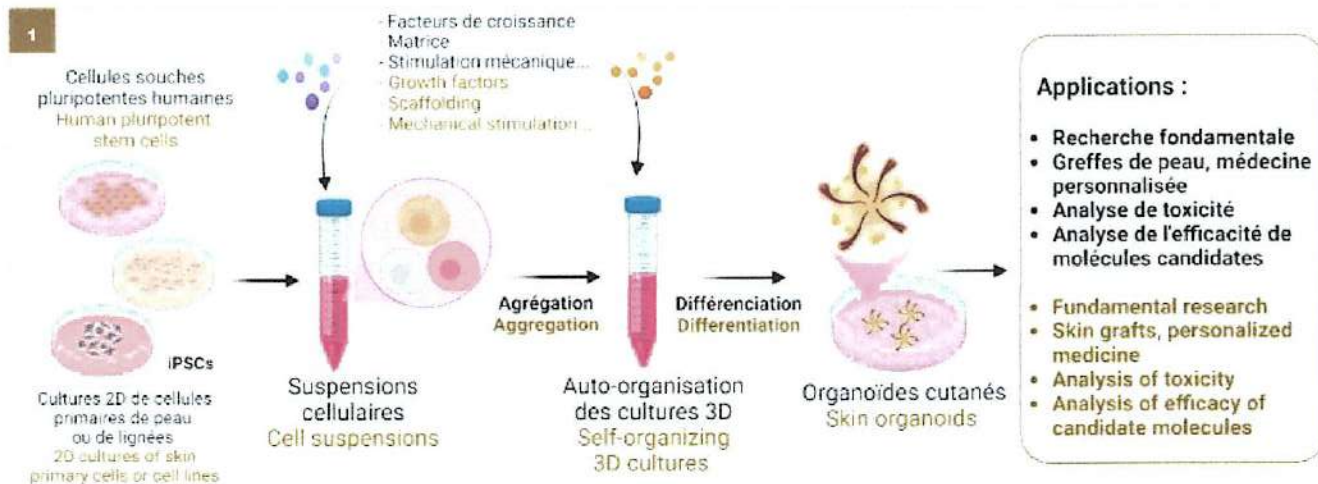 1
Cellules souches
pluripotentes humaines
Human pluripotent
stem cells
iPSCs
Cultures 2D de cellules
primaires de peau
ou de lignées
2D cultures of skin
primary cells or cell lines
- Facteurs de croissance
Matrice
- Stimulation mécanique...
- Growth factors
- Scaffolding
- Mechanical stimulation...
Suspensions
cellulaires
Cell suspensions
Agrégation
Aggregation
Auto-organisation
des cultures 3D
Self-organizing
3D cultures
Différenciation
Differentiation
Organoïdes cutanés
Skin organoids
Applications :
• Recherche fondamentale
• Greffes de peau, médecine
personnalisée
• Analyse de toxicité
• Analyse de l'efficacité de
molécules candidates
• Fundamental research
• Skin grafts, personalized
medicine
• Analysis of toxicity
• Analysis of efficacy of
candidate molecules